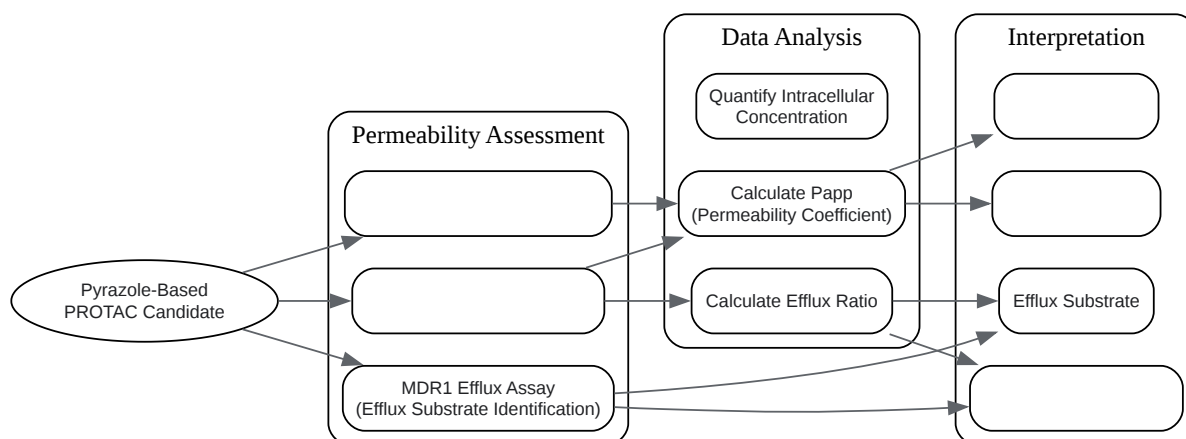 Data Analysis
Interpretation
Quantify Intracellular
Concentration
Permeability Assessment
Calculate Papp
(Permeability Coefficient)
Pyrazole-Based
PROTAC Candidate
Calculate Efflux Ratio
Efflux Substrate
MDR1 Efflux Assay
(Efflux Substrate Identification)